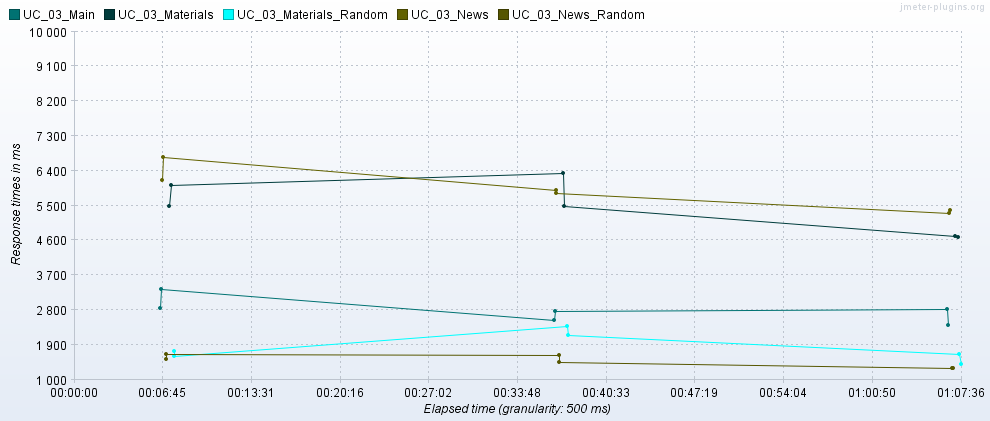 UC_03_Main UC_03_Materials UC_03_Materials_Random UC_03_News UC_03_News_Random
jmeter-plugins.org
10 000
9 100
8 200
7 300
6 400
5 500
4 600
3 700
2 800
1 900
1 000
Response times in ms
00:00:00 00:06:45 00:13:31 00:20:16 00:27:02 00:33:48 00:40:33 00:47:19 00:54:04 01:00:50 01:07:36
Elapsed time (granularity: 500 ms)